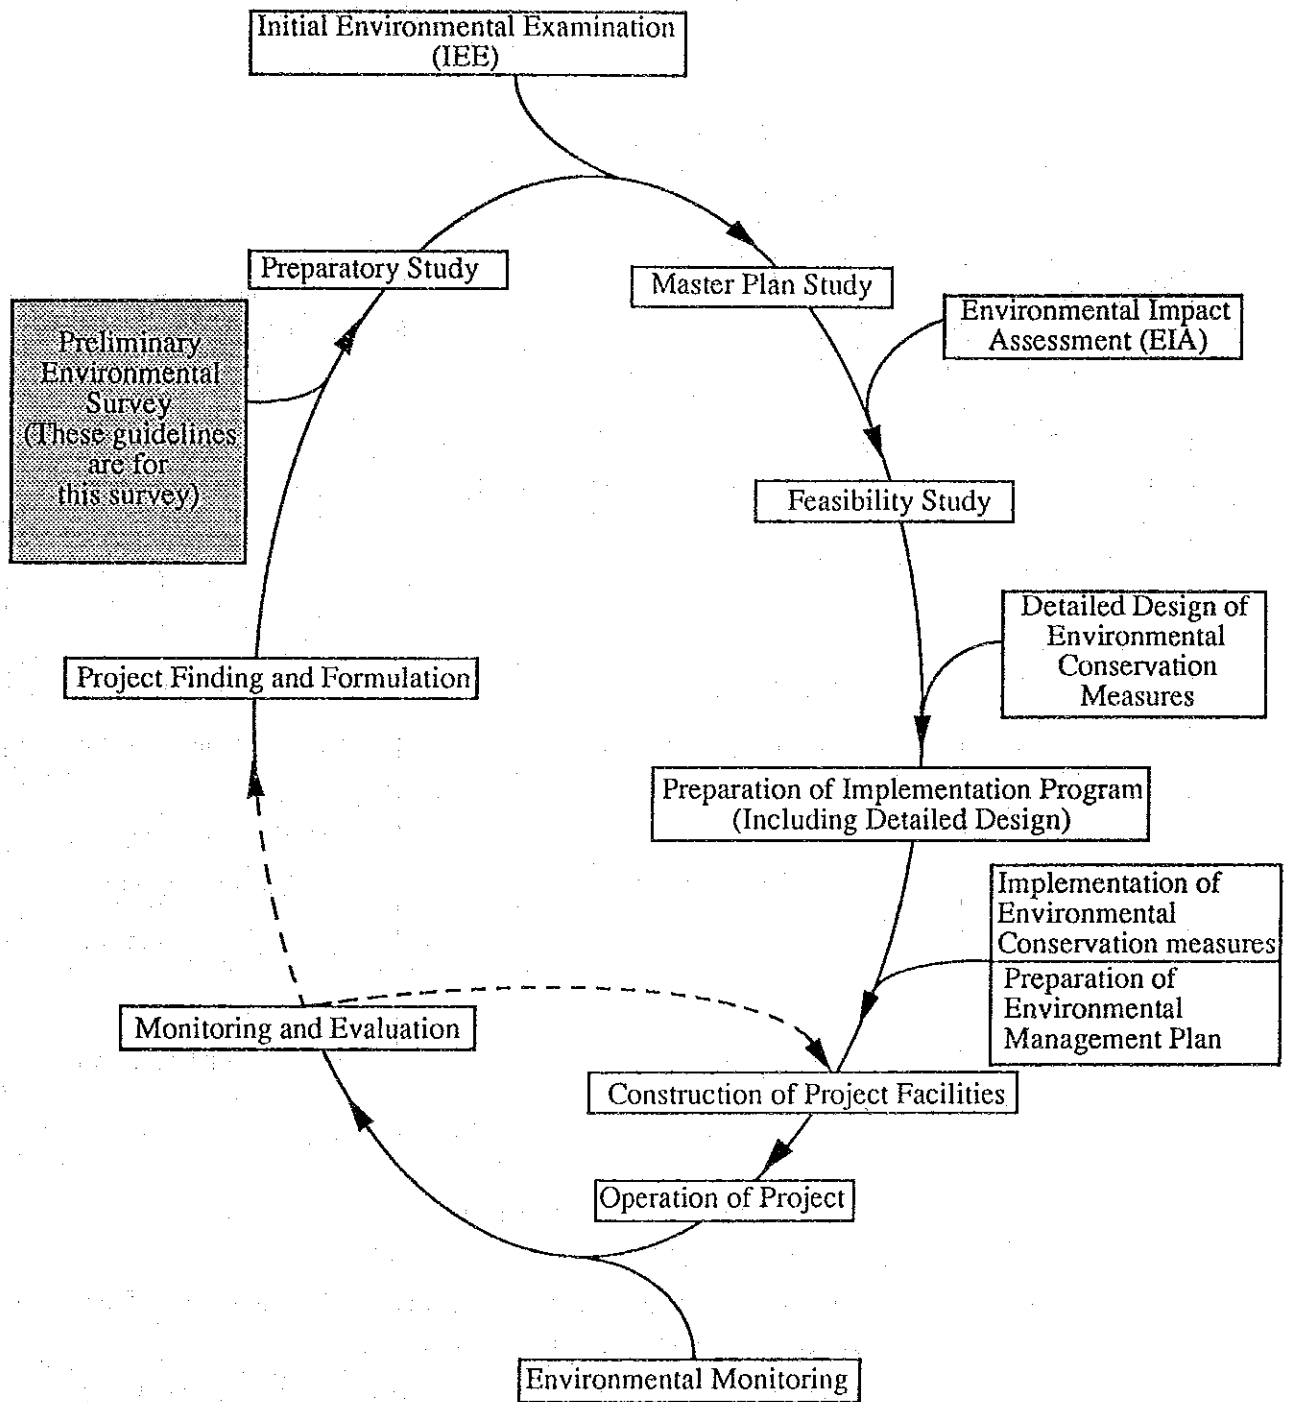 Initial Environmental Examination
(IEE)
Preparatory Study
Master Plan Study
Preliminary
Environmental
Survey
(These guidelines
are for
this survey)
Environmental Impact
Assessment (EIA)
Feasibility Study
Detailed Design of
Environmental
Conservation
Measures
Project Finding and Formulation
Preparation of Implementation Program
(Including Detailed Design)
Implementation of
Environmental
Conservation measures
Preparation of
Environmental
Management Plan
Monitoring and Evaluation
Construction of Project Facilities
Operation of Project
Environmental Monitoring